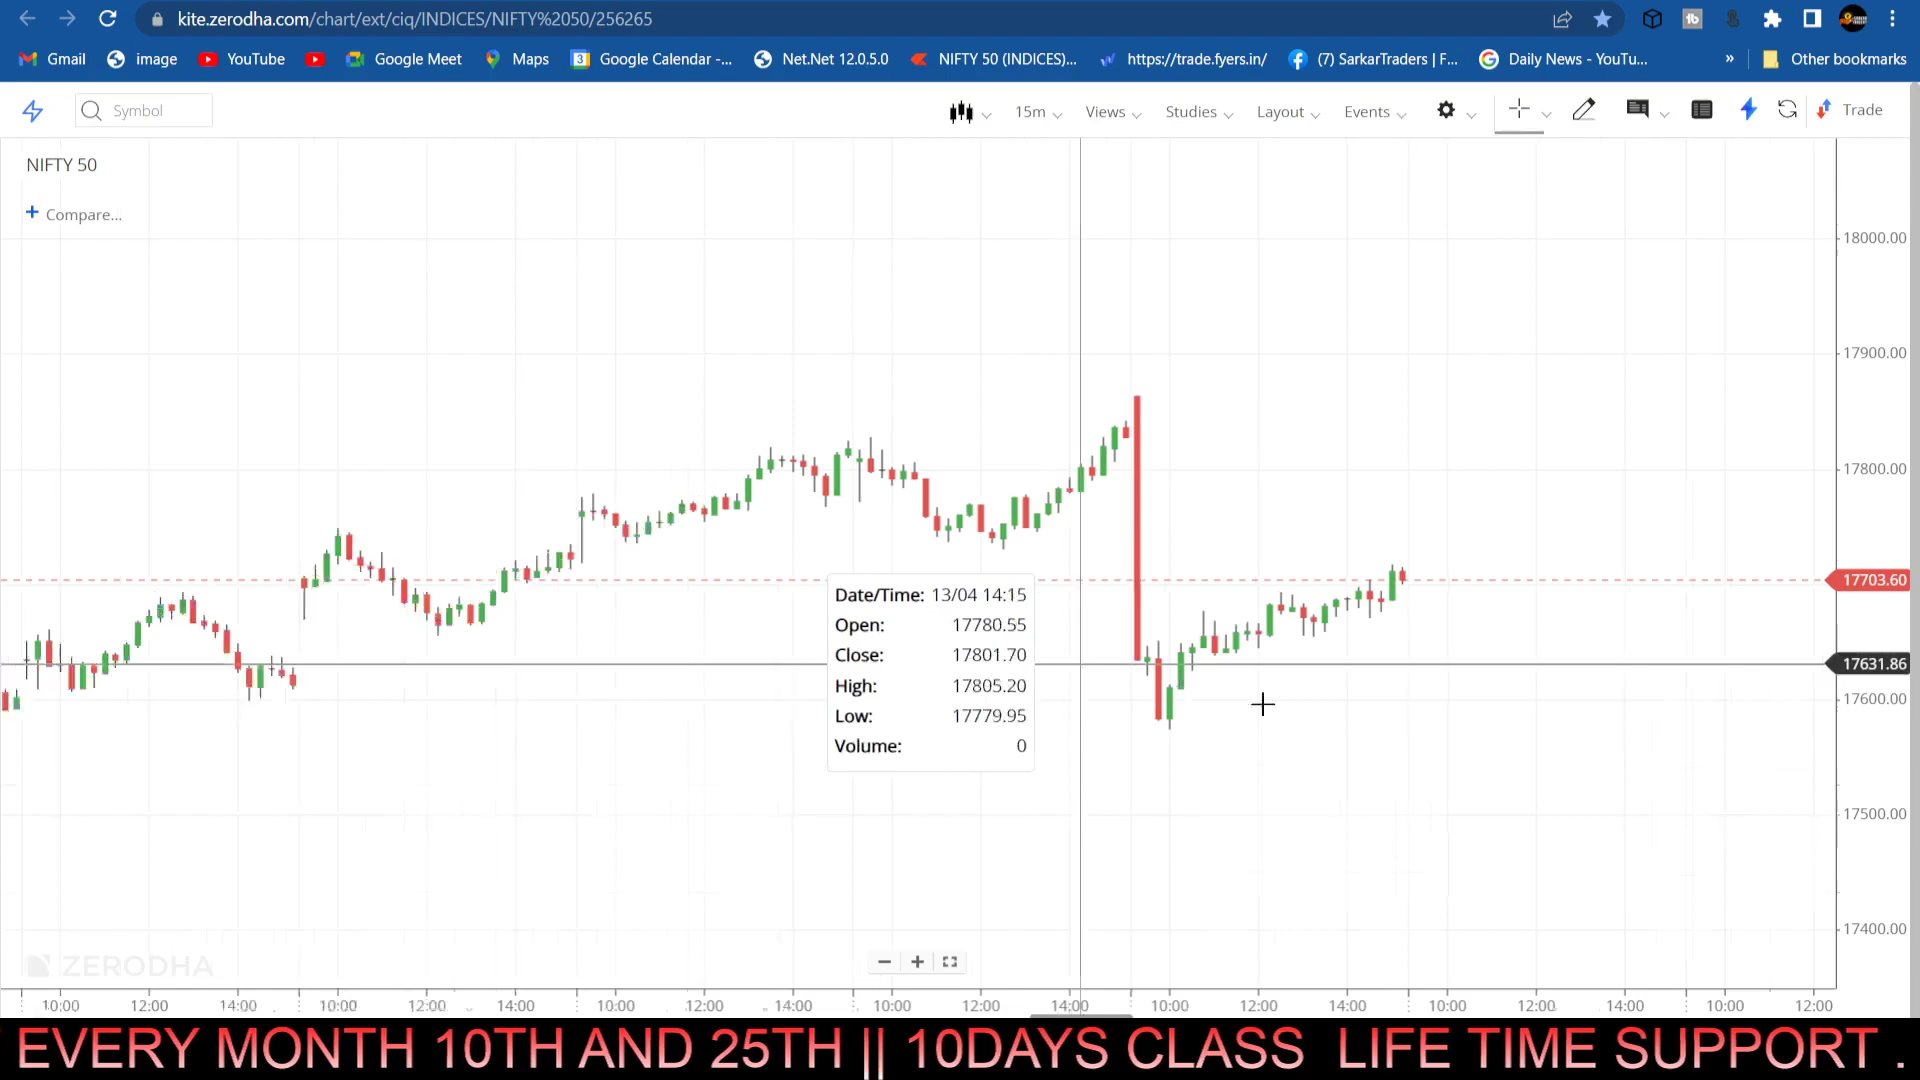 kite.zerodha.com/chart/ext/ciq/INDICES/NIFTY%2050/256265
Gmail
image
YouTube
Google Meet
Maps
3
Google Calendar -...
Net.Net 12.0.5.0
NIFTY 50 (INDICES)...
https://trade.fyers.in/
(7) SarkarTraders | F...
Daily News - YouTu...
»
Other bookmarks
Symbol
15m
Views
Studies
Layout
Events
Trade
NIFTY 50
+ Compare...
18000.00
17900.00
17800.00
17703.60
17631.86
17600.00
17500.00
17400.00
Date/Time: 13/04 14:15
Open: 17780.55
Close: 17801.70
High: 17805.20
Low: 17779.95
Volume: 0
ZERODHA
10:00 12:00 14:00 10:00 12:00 14:00 10:00 12:00 14:00 10:00 12:00 14:00 10:00 12:00 14:00 10:00 12:00 14:00 10:00 12:00
EVERY MONTH 10TH AND 25TH || 10DAYS CLASS LIFE TIME SUPPORT .